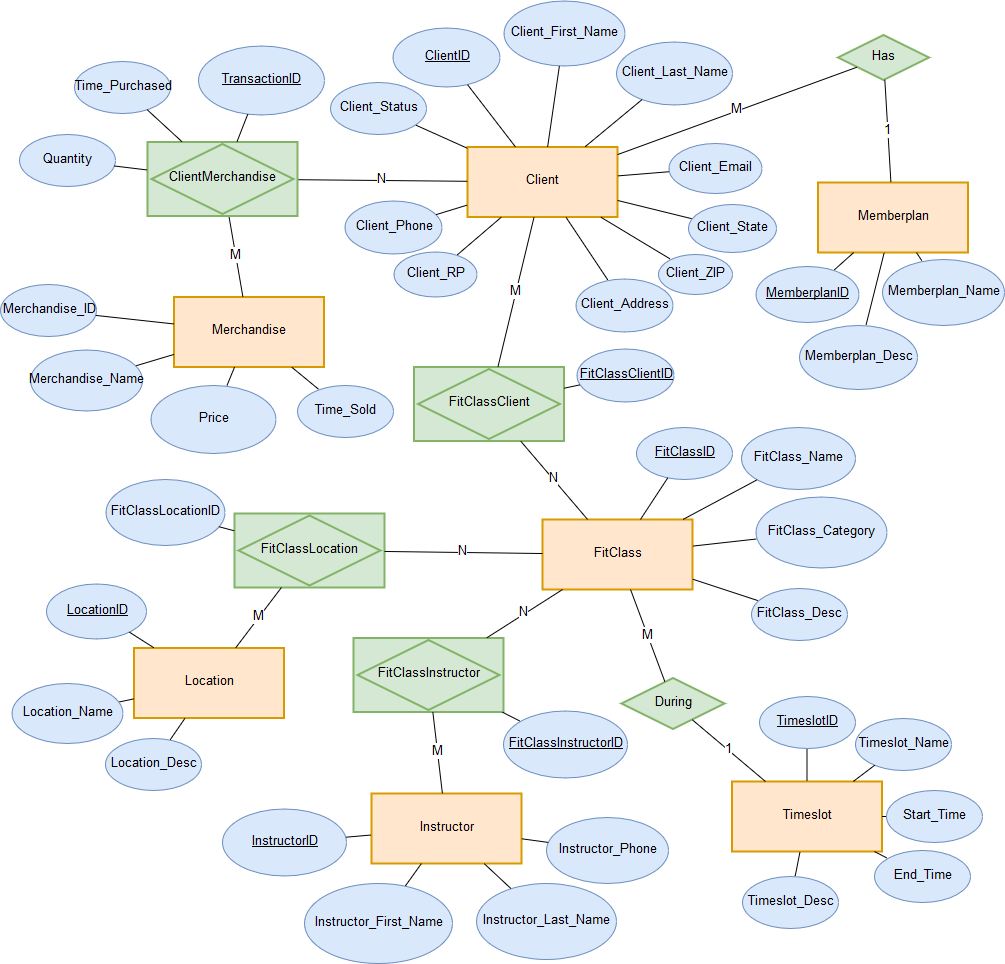 Client_First_Name
ClientID
Has
Client_Last_Name
Time_Purchased
TransactionID
Client_Status
M
1
Quantity
ClientMerchandise
N
Client
Client_Email
Memberplan
Client_Phone
Client_State
M
Client_RP
Client_ZIP
MemberplanID
Memberplan_Name
M
Client_Address
Merchandise_ID
Merchandise
Memberplan_Desc
Merchandise_Name
FitClassClientID
FitClassClient
Price
Time_Sold
FitClassID
FitClass_Name
N
FitClassLocationID
FitClass_Category
FitClassLocation
N
FitClass
LocationID
M
N
FitClass_Desc
M
Location
FitClassInstructor
During
Location_Name
TimeslotID
FitClassInstructorID
Timeslot_Name
M
1
Location_Desc
Timeslot
Start_Time
Instructor
InstructorID
Instructor_Phone
End_Time
Timeslot_Desc
Instructor_First_Name
Instructor_Last_Name